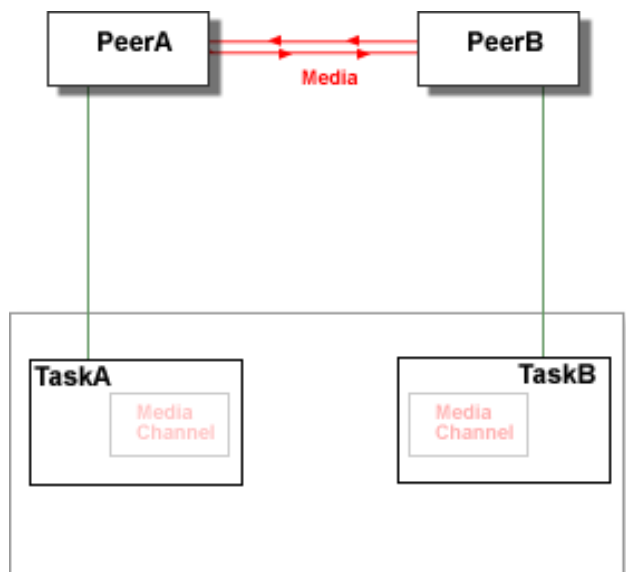 PeerA
PeerB
Media
TaskA
TaskB
Media
Channel
Media
Channel